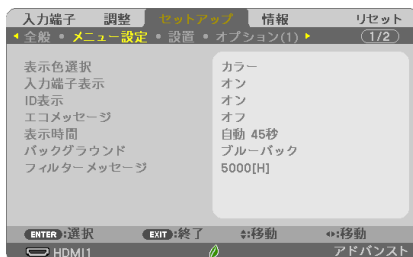 入力端子 調整 セットアップ 情報 リセット
全般 • メニュー設定 • 設置 • オプション(1) 1/2
表示色選択 カラー
入力端子表示 オン
ID表示 オン
エコメッセージ オフ
表示時間 自動 45秒
バックグラウンド ブルーバック
フィルターメッセージ 5000[H]
ENTER:選択 EXIT:終了 :移動 :移動
HDMI1 アドバンスト